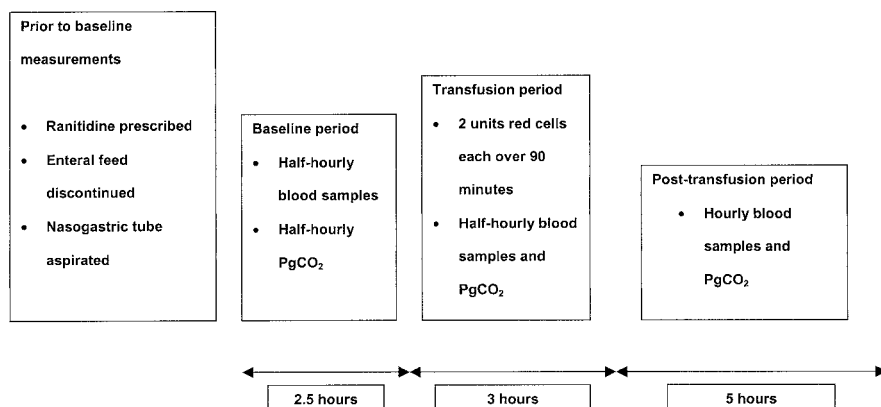 Prior to baseline
measurements
• Ranitidine prescribed
• Enteral feed
discontinued
• Nasogastric tube
aspirated
Baseline period
• Half-hourly
blood samples
• Half-hourly
PgCO₂
Transfusion period
• 2 units red cells
each over 90
minutes
• Half-hourly blood
samples and
PgCO₂
Post-transfusion period
• Hourly blood
samples and
PgCO₂
2.5 hours
3 hours
5 hours